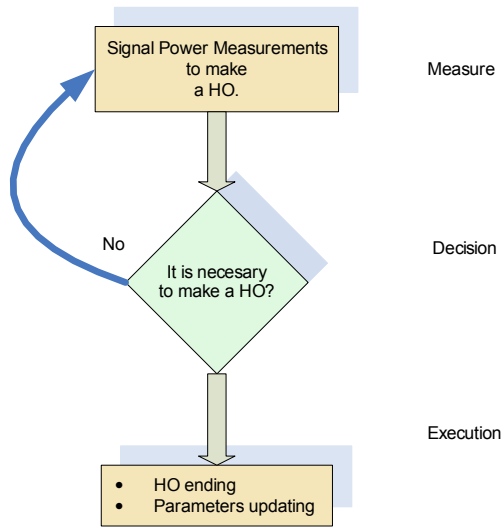 Signal Power Measurements
to make
a HO.
Measure
No
It is necesary
to make a HO?
Decision
Execution
• HO ending
• Parameters updating